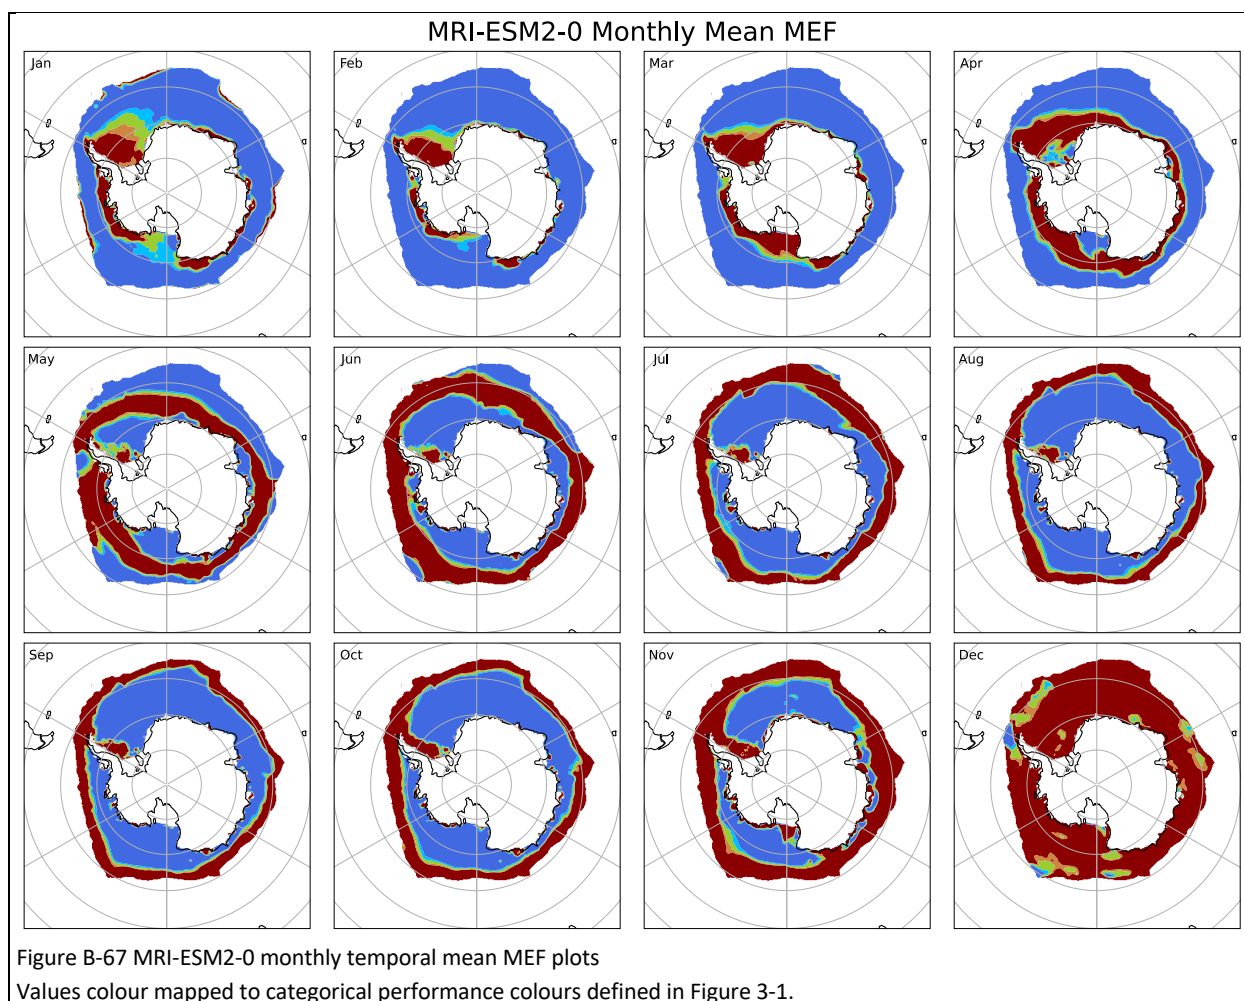 MRI-ESM2-0 Monthly Mean MEF
Jan
Feb
Mar
Apr
May
Jun
Jul
Aug
Sep
Oct
Nov
Dec
Figure B-67 MRI-ESM2-0 monthly temporal mean MEF plots
Values colour mapped to categorical performance colours defined in Figure 3-1.